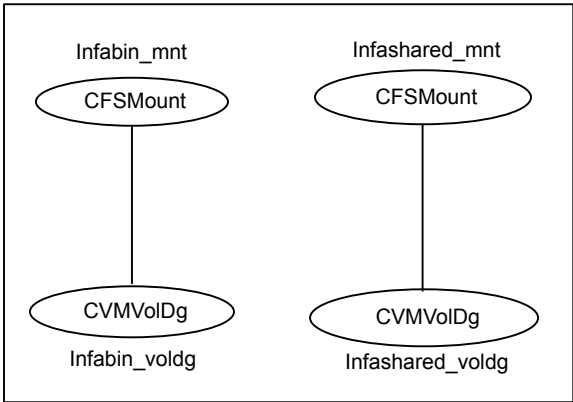 Infabin_mnt
Infashared_mnt
CFSMount
CFSMount
CVMVolDg
CVMVolDg
Infabin_voldg
Infashared_voldg